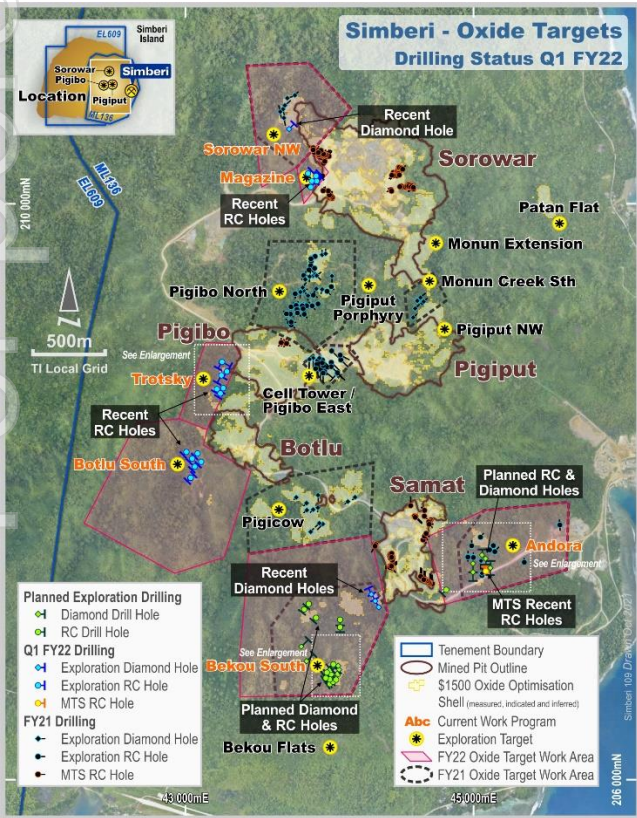 Simberi - Oxide Targets
Drilling Status Q1 FY22
EL609
Simberi
Island
Sorowar
Pigibo
Simberi
Location
Pigiput
ML136
Recent
Diamond Hole
Sorowar NW
Sorowar
Magazine
Recent
RC Holes
ML136
EL609
210 000mN
Patan Flat
Monun Extension
Monun Creek Sth
Pigibo North
Pigiput
Porphyry
N
500m
TI Local Grid
Pigiput NW
Pigibo
See Enlargement
Trotsky
Pigiput
Cell Tower /
Pigibo East
Recent
RC Holes
Botlu
Botlu South
Samat
Planned RC &
Diamond Holes
Pigicow
Andora
See Enlargement
Recent
Diamond Holes
MTS Recent
RC Holes
See Enlargement
Bekou South
Planned Diamond
& RC Holes
Bekou Flats
Planned Exploration Drilling
Diamond Drill Hole
RC Drill Hole
Q1 FY22 Drilling
Exploration Diamond Hole
Exploration RC Hole
MTS RC Hole
FY21 Drilling
Exploration Diamond Hole
Exploration RC Hole
MTS RC Hole
Tenement Boundary
Mined Pit Outline
$1500 Oxide Optimisation
Shell (measured, indicated and inferred)
Abc Current Work Program
Exploration Target
FY22 Oxide Target Work Area
FY21 Oxide Target Work Area
43 000mE
45 000mE
206 000mN